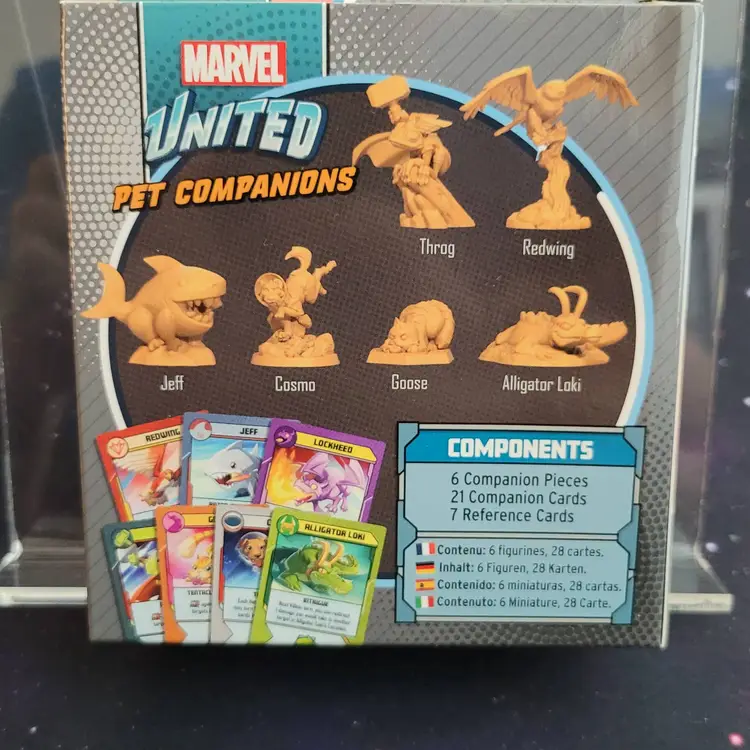 MARVEL
UNITED
PET COMPANIONS
Throg
Redwing
Jeff
Cosmo
Goose
Alligator Loki
REDWING
JEFF
LOCKHEED
ALLIGATOR LOKI
INTRIGUE
COMPONENTS
6 Companion Pieces
21 Companion Cards
7 Reference Cards
Contenu: 6 figurines, 28 cartes.
Inhalt: 6 Figuren, 28 Karten.
Contenido: 6 miniaturas, 28 cartas.
Contenuto: 6 Miniature, 28 Carte.